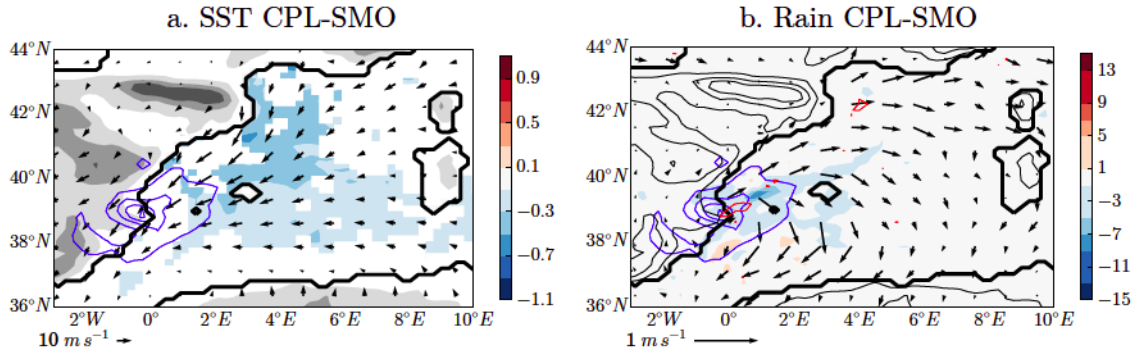 a. SST CPL-SMO
b. Rain CPL-SMO
44°N
42°N
40°N
38°N
36°N
2°W 0° 2°E 4°E 6°E 8°E 10°E
10 m s⁻¹
0.9
0.5
0.1
−0.3
−0.7
−1.1
44°N
42°N
40°N
38°N
36°N
2°W 0° 2°E 4°E 6°E 8°E 10°E
1 m s⁻¹
13
9
5
1
−3
−7
−11
−15